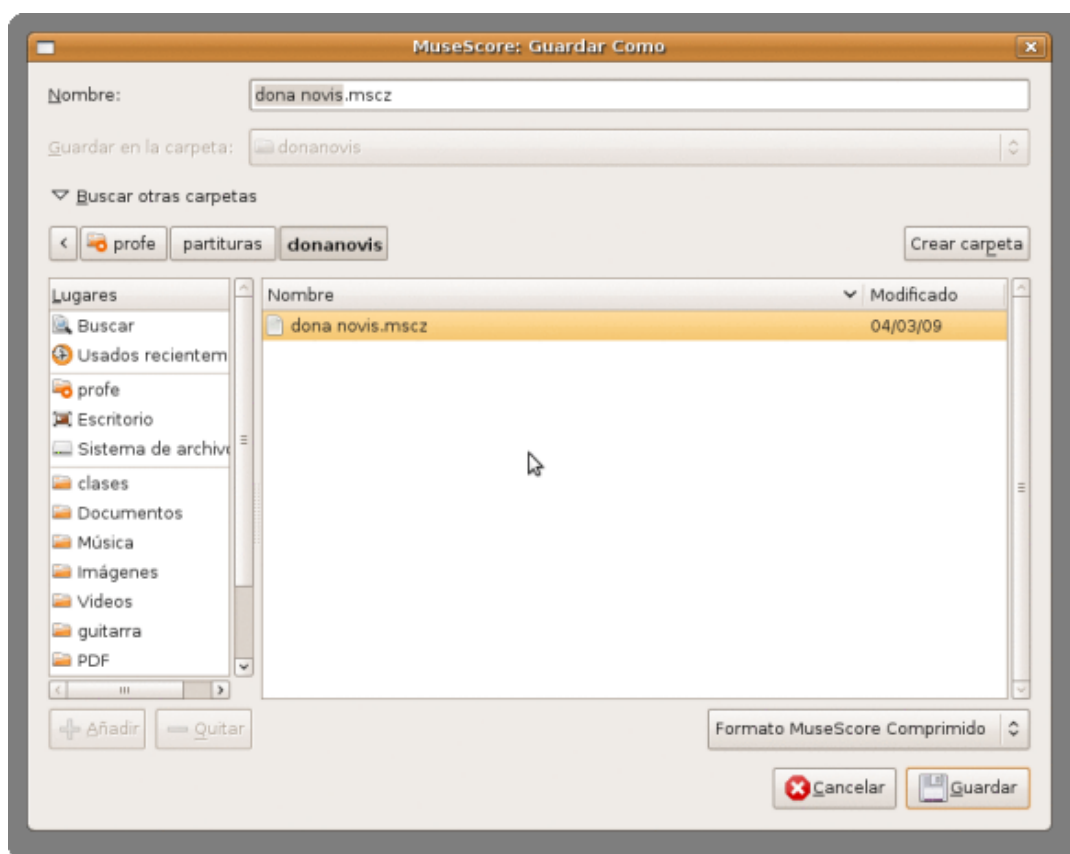 MuseScore: Guardar Como
Nombre: dona novis.mscz
Guardar en la carpeta: donanovis
Buscar otras carpetas
profe partituras donanovis Crear carpeta
Lugares Nombre Modificado
Buscar dona novis.mscz 04/03/09
Usados recientem
profe
Escritorio
Sistema de archivo
clases
Documentos
Música
Imágenes
Videos
guitarra
PDF
Añadir Quitar Formato MuseScore Comprimido
Cancelar Guardar